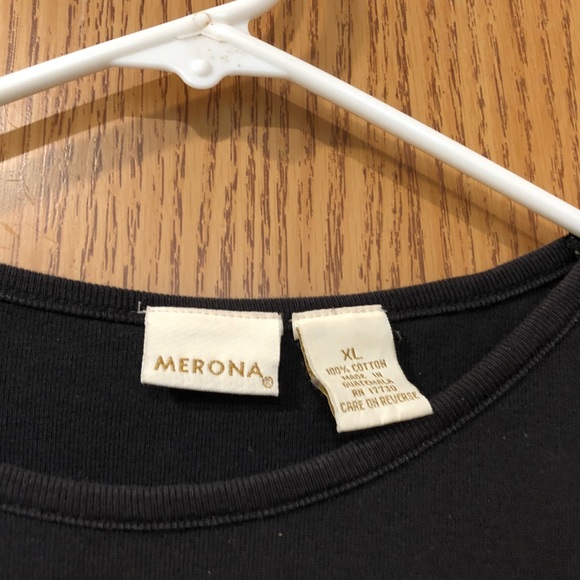 MERONA®
XL
100% COTTON
MADE IN
GUATEMALA
RN 17730
CARE ON REVERSE